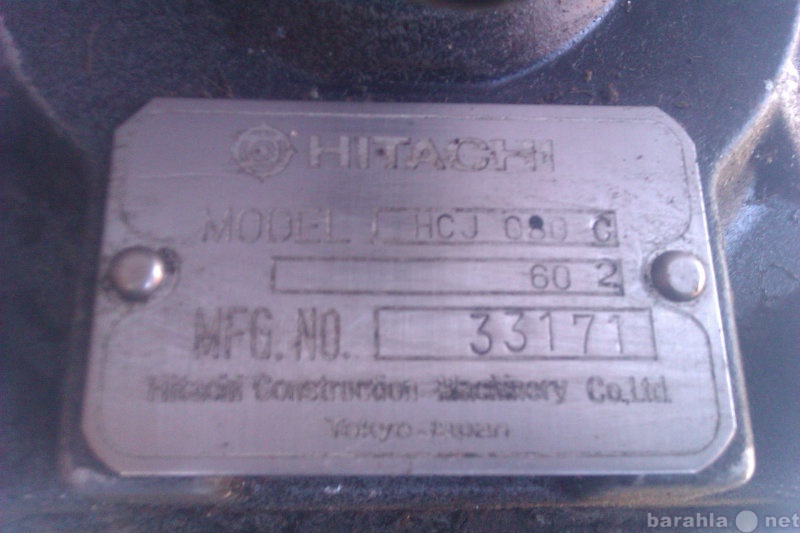 HITACHI
MODEL HCJ 080 C
60 2
MFG. NO. 33171
Hitachi Construction Machinery Co., Ltd.
Tokyo-Japan
barahla.net